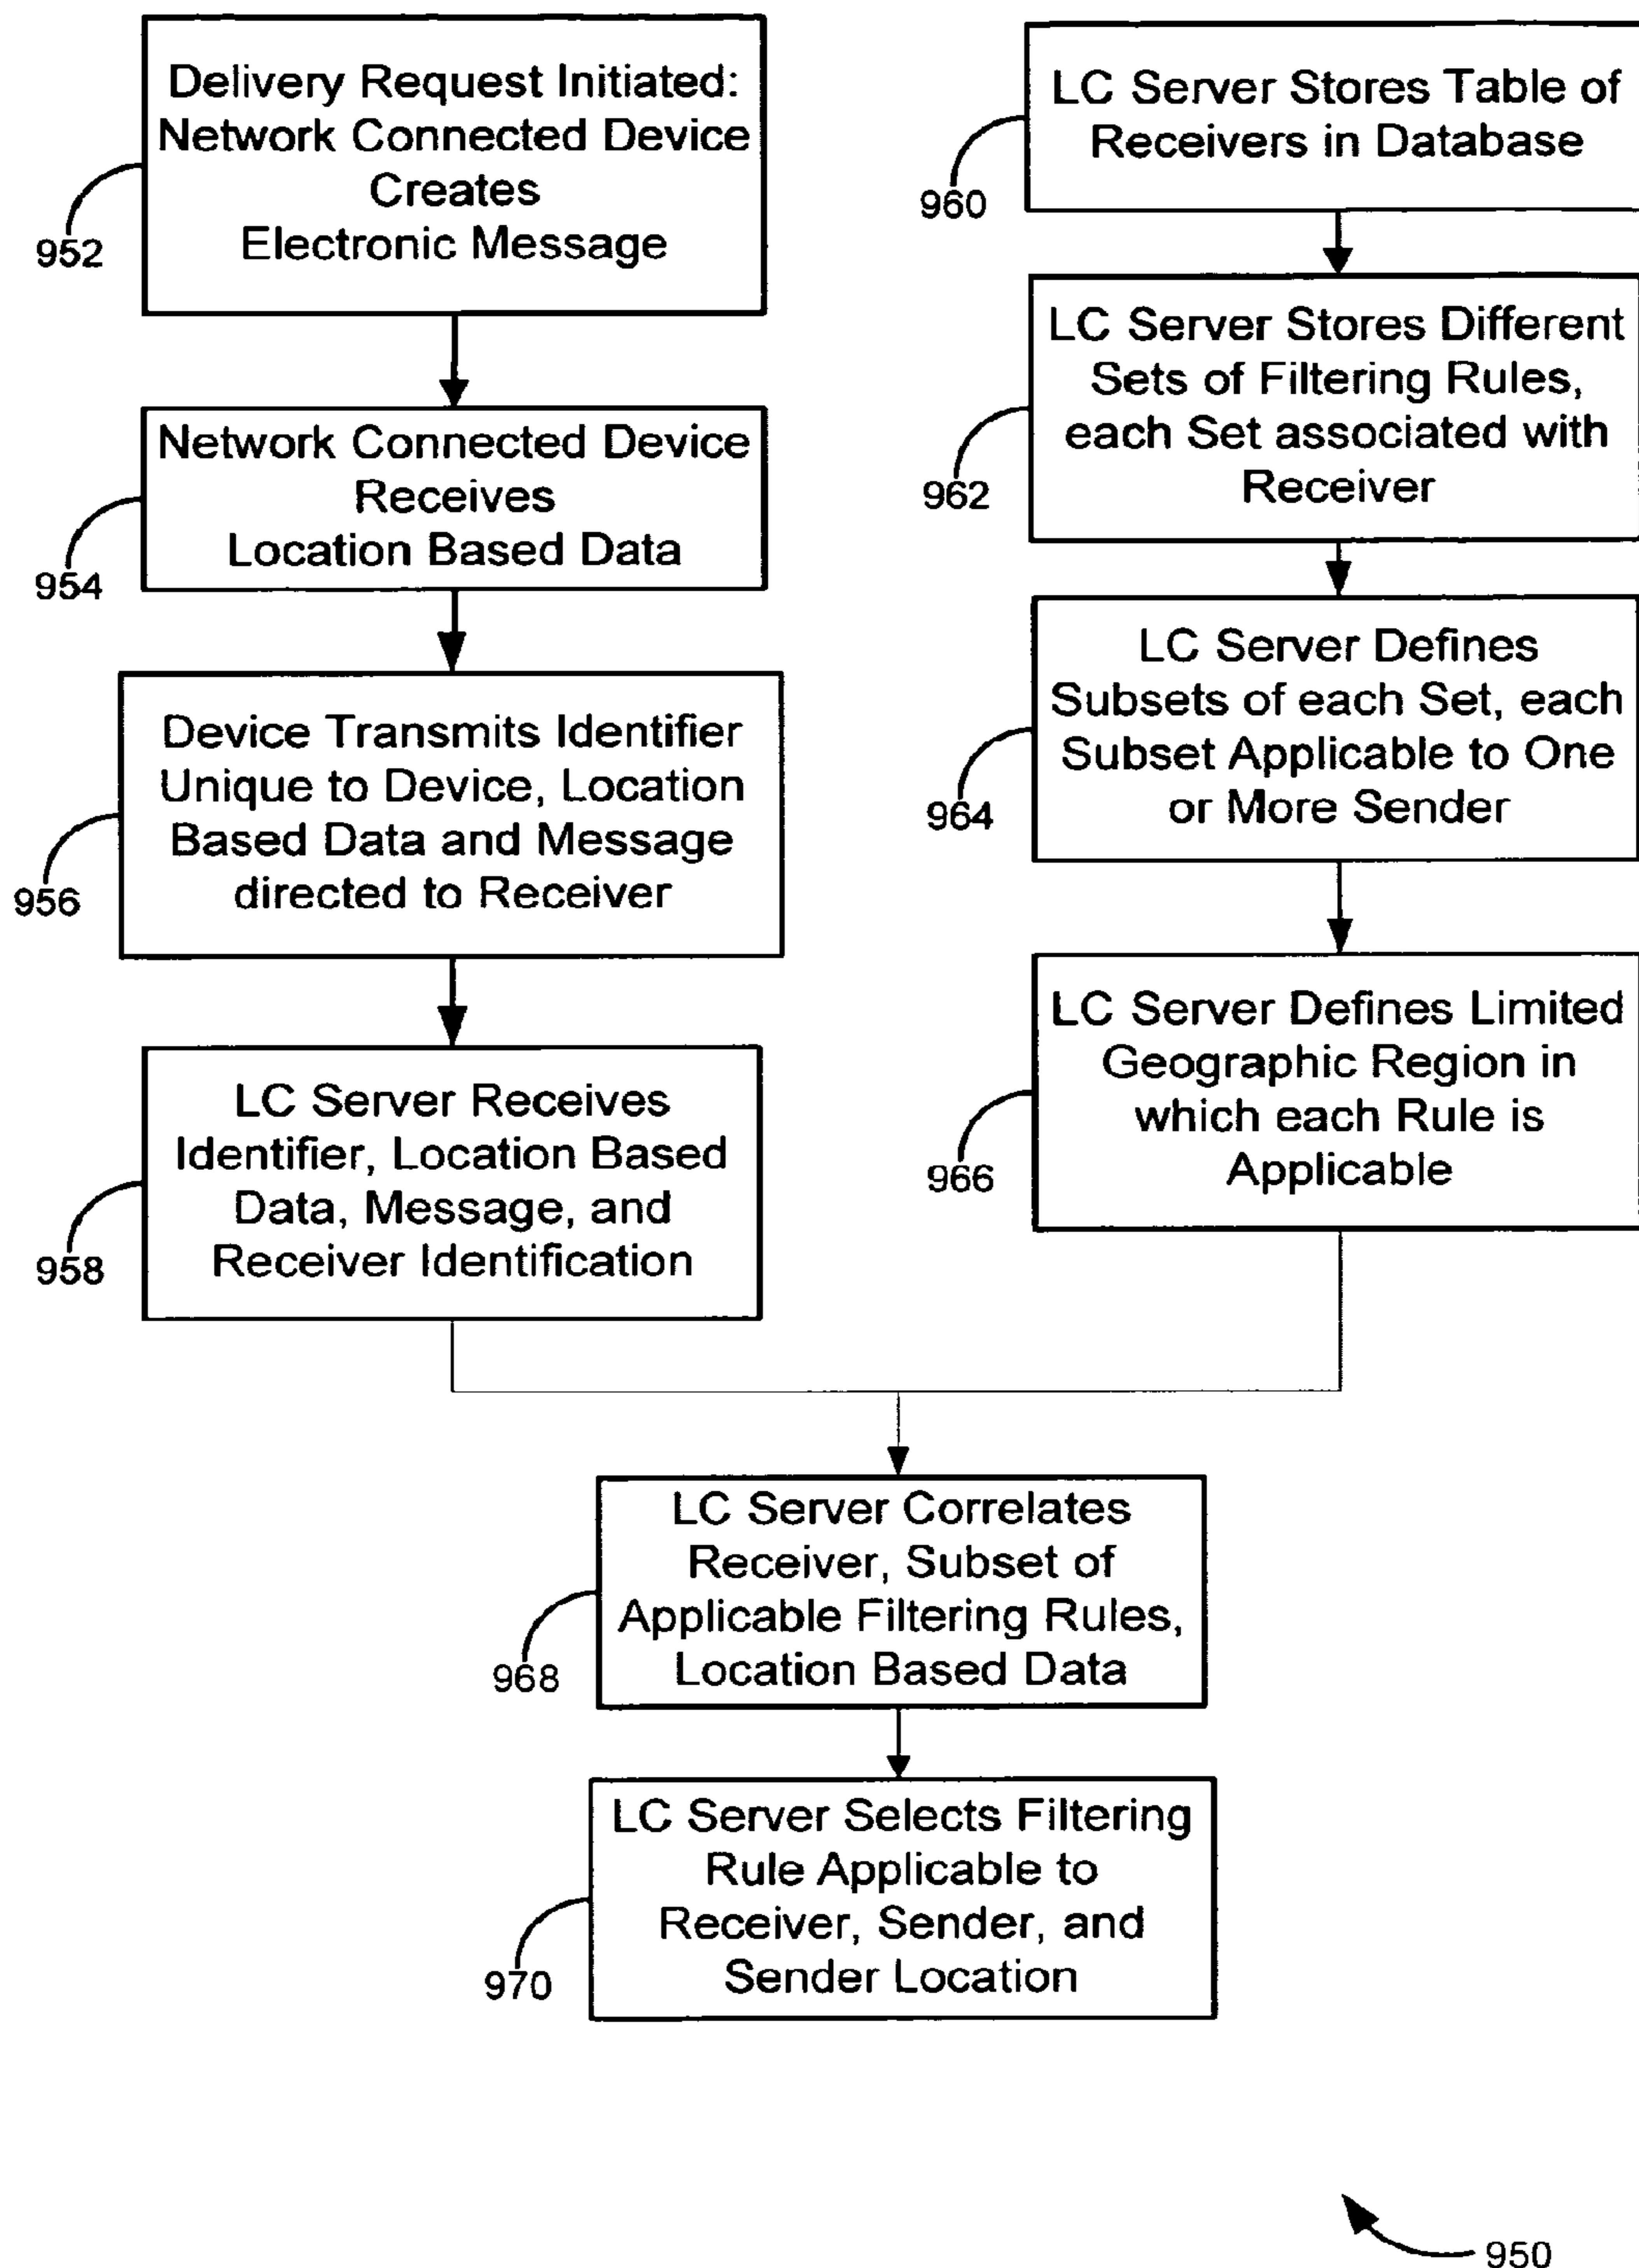 Delivery Request Initiated:
Network Connected Device
Creates
Electronic Message
952
Network Connected Device
Receives
Location Based Data
954
Device Transmits Identifier
Unique to Device, Location
Based Data and Message
directed to Receiver
956
LC Server Receives
Identifier, Location Based
Data, Message, and
Receiver Identification
958
LC Server Stores Table of
Receivers in Database
960
LC Server Stores Different
Sets of Filtering Rules,
each Set associated with
Receiver
962
LC Server Defines
Subsets of each Set, each
Subset Applicable to One
or More Sender
964
LC Server Defines Limited
Geographic Region in
which each Rule is
Applicable
966
LC Server Correlates
Receiver, Subset of
Applicable Filtering Rules,
Location Based Data
968
LC Server Selects Filtering
Rule Applicable to
Receiver, Sender, and
Sender Location
970
950